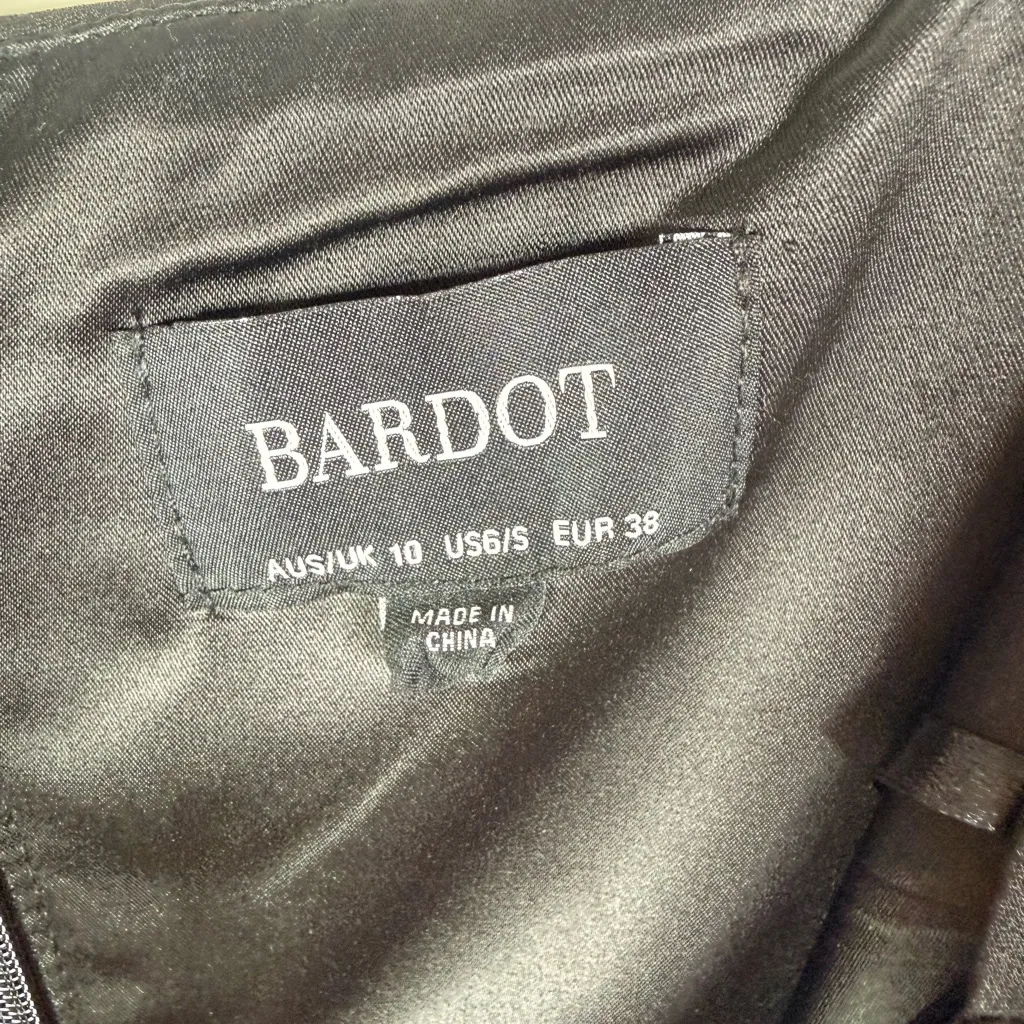 BARDOT
AUS/UK 10 US6/S EUR 38
MADE IN
CHINA